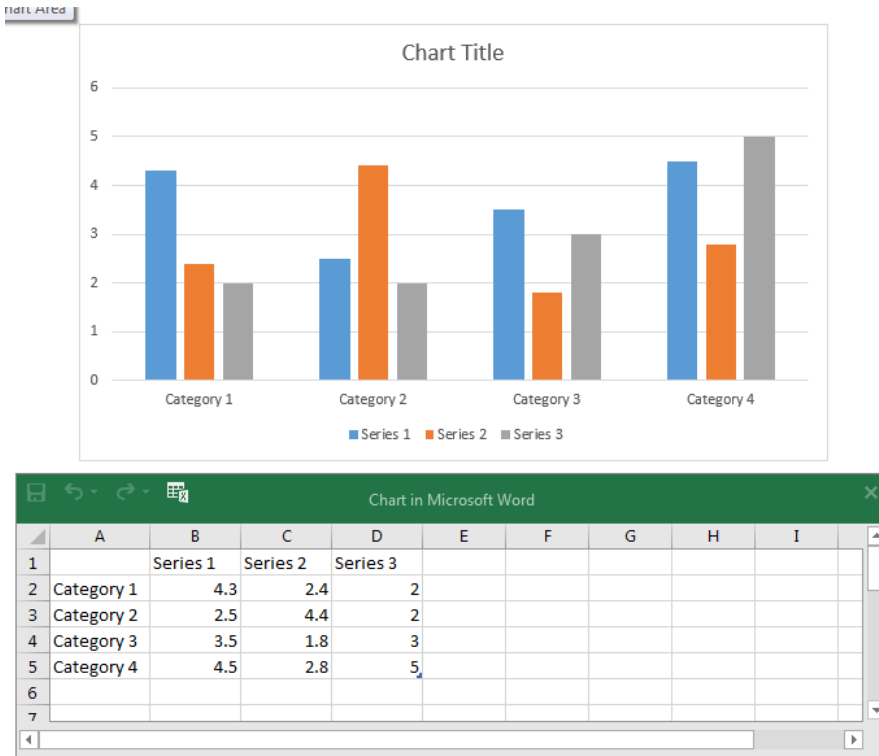 Chart Area
Chart Title
6
5
4
3
2
1
0
Category 1 Category 2 Category 3 Category 4
Series 1 Series 2 Series 3
Chart in Microsoft Word
A B C D E F G H I
1 Series 1 Series 2 Series 3
2 Category 1 4.3 2.4 2
3 Category 2 2.5 4.4 2
4 Category 3 3.5 1.8 3
5 Category 4 4.5 2.8 5
6
7